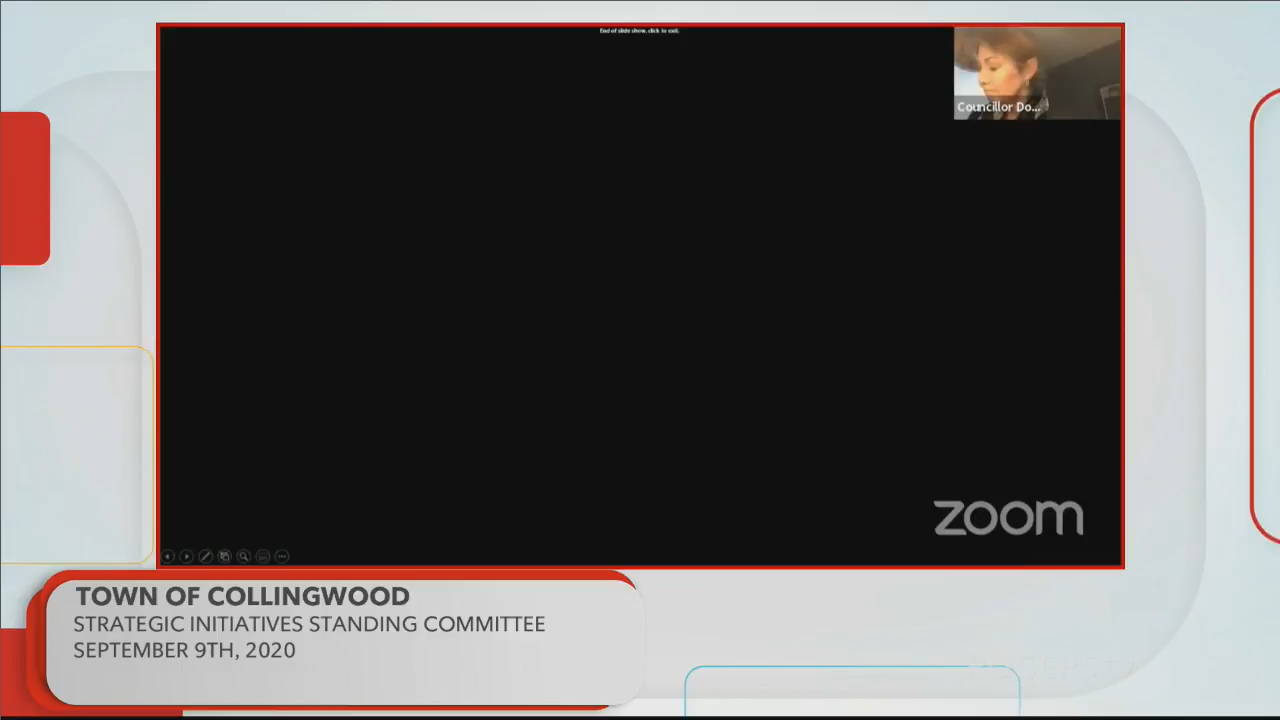 End of slide show, click to exit.
Councillor Do...
zoom
TOWN OF COLLINGWOOD
STRATEGIC INITIATIVES STANDING COMMITTEE
SEPTEMBER 9TH, 2020